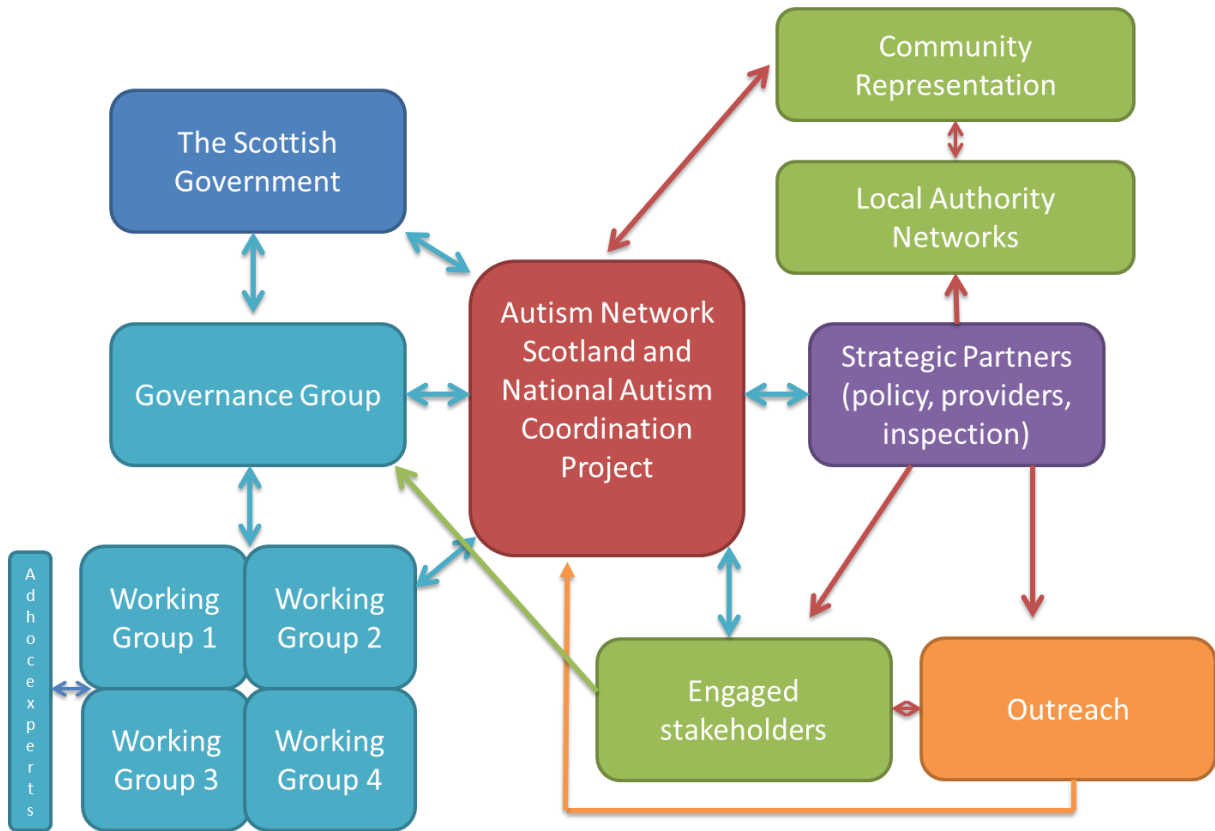 Community
Representation
The Scottish
Government
Local Authority
Networks
Autism Network
Scotland and
National Autism
Coordination
Project
Governance Group
Strategic Partners
(policy, providers,
inspection)
Adhocexperts
Working
Group 1
Working
Group 2
Working
Group 3
Working
Group 4
Engaged
stakeholders
Outreach